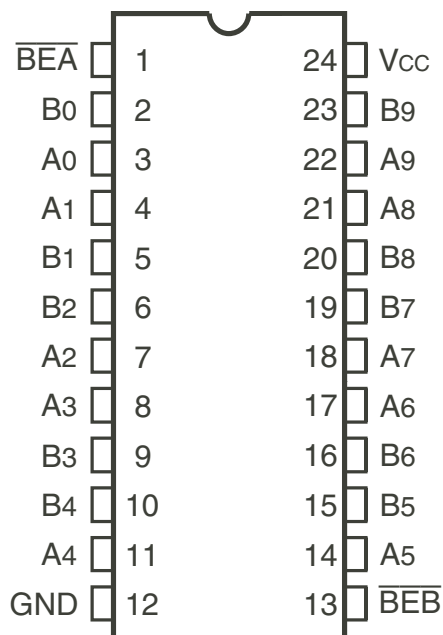 B̅E̅A̅ 1 24 VCC
B0 2 23 B9
A0 3 22 A9
A1 4 21 A8
B1 5 20 B8
B2 6 19 B7
A2 7 18 A7
A3 8 17 A6
B3 9 16 B6
B4 10 15 B5
A4 11 14 A5
GND 12 13 B̅E̅B̅